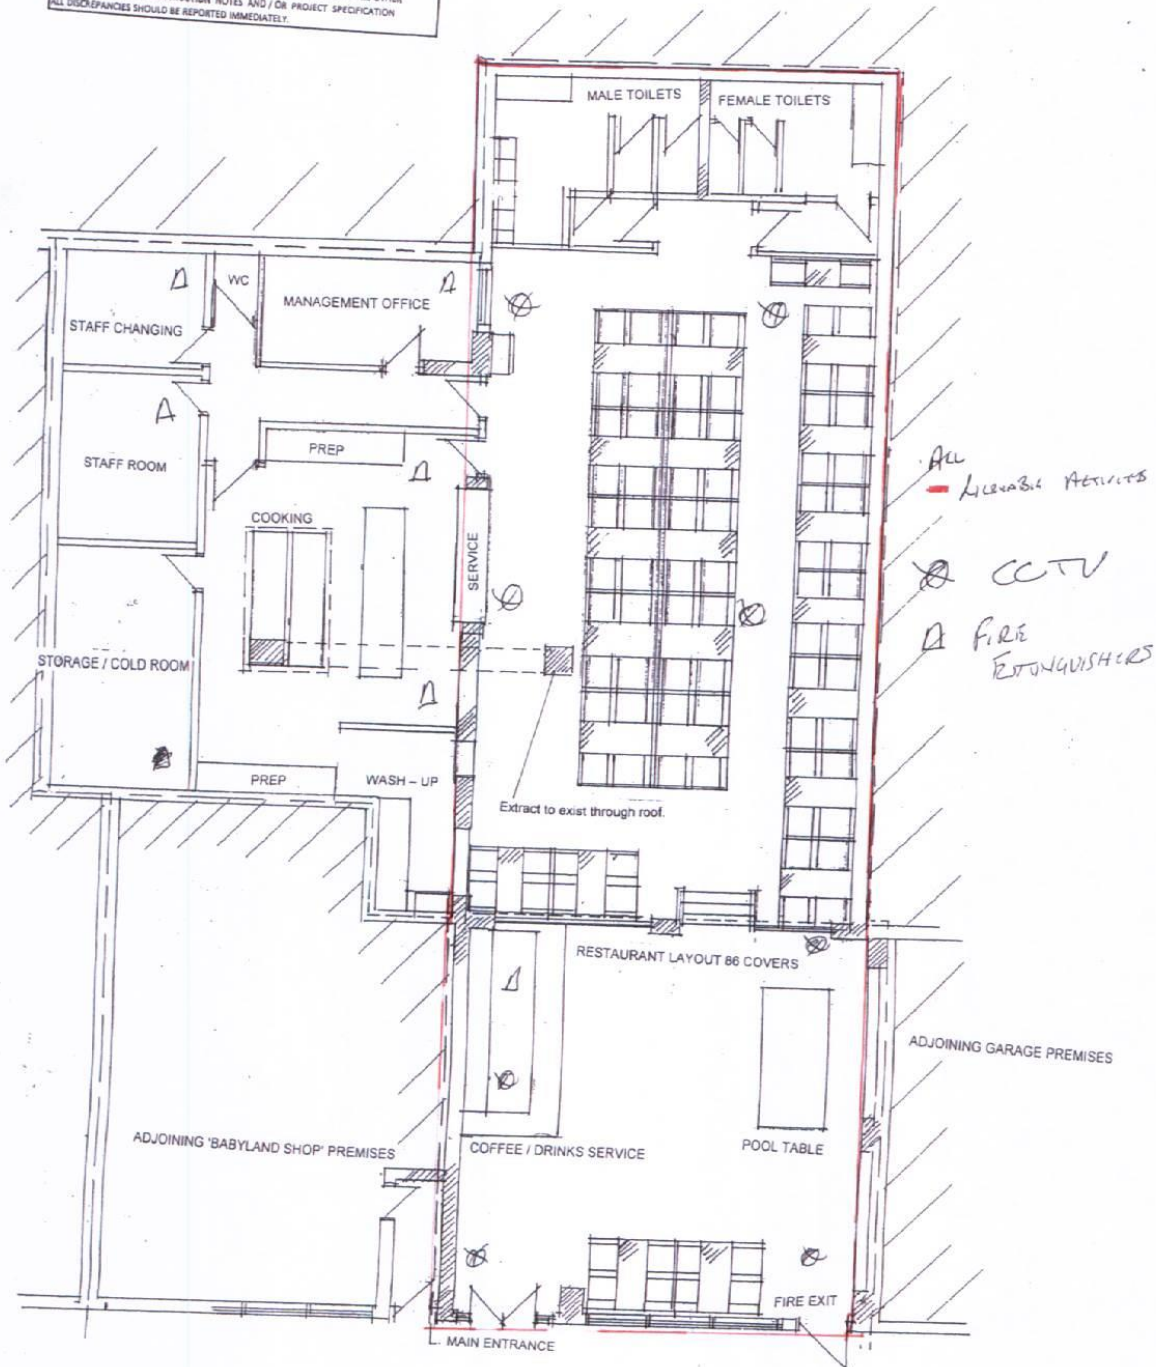 ALL DISCREPANCIES SHOULD BE REPORTED IMMEDIATELY.
MALE TOILETS
FEMALE TOILETS
WC
MANAGEMENT OFFICE
STAFF CHANGING
PREP
STAFF ROOM
COOKING
SERVICE
ALL
CCTV
FIRE
STORAGE / COLD ROOM
PREP
WASH – UP
Extract to exist through roof.
RESTAURANT LAYOUT 86 COVERS
ADJOINING GARAGE PREMISES
ADJOINING 'BABYLAND SHOP' PREMISES
COFFEE / DRINKS SERVICE
POOL TABLE
FIRE EXIT
MAIN ENTRANCE